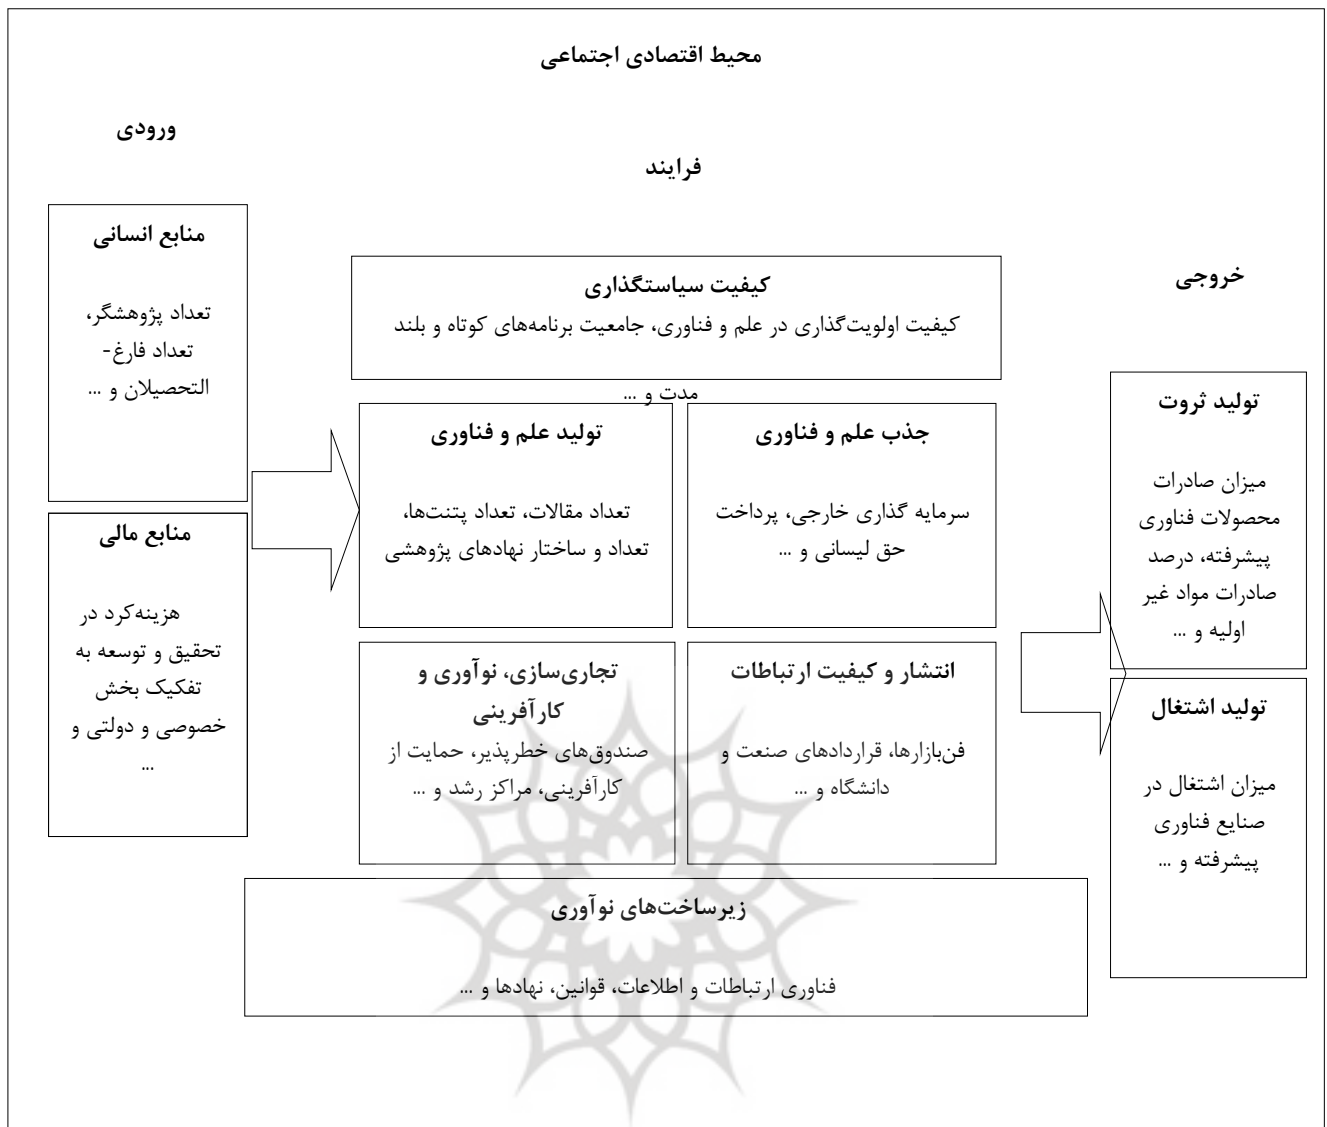 محیط اقتصادی اجتماعی
ورودی
فرایند
خروجی
منابع انسانی
تعداد پژوهشگر،
تعداد فارغ-
التحصیلان و ...
منابع مالی
هزینه‌کرد در
تحقیق و توسعه به
تفکیک بخش
خصوصی و دولتی و
...
کیفیت سیاستگذاری
کیفیت اولویت‌گذاری در علم و فناوری، جامعیت برنامه‌های کوتاه و بلند
مدت و ...
جذب علم و فناوری
سرمایه گذاری خارجی، پرداخت
حق لیسانی و ...
تولید علم و فناوری
تعداد مقالات، تعداد پتنت‌ها،
تعداد و ساختار نهادهای پژوهشی
انتشار و کیفیت ارتباطات
فن‌بازارها، قراردادهای صنعت و
دانشگاه و ...
تجاری‌سازی، نوآوری و
کارآفرینی
صندوق‌های خطرپذیر، حمایت از
کارآفرینی، مراکز رشد و ...
زیرساخت‌های نوآوری
فناوری ارتباطات و اطلاعات، قوانین، نهادها و ...
تولید ثروت
میزان صادرات
محصولات فناوری
پیشرفته، درصد
صادرات مواد غیر
اولیه و ...
تولید اشتغال
میزان اشتغال در
صنایع فناوری
پیشرفته و ...